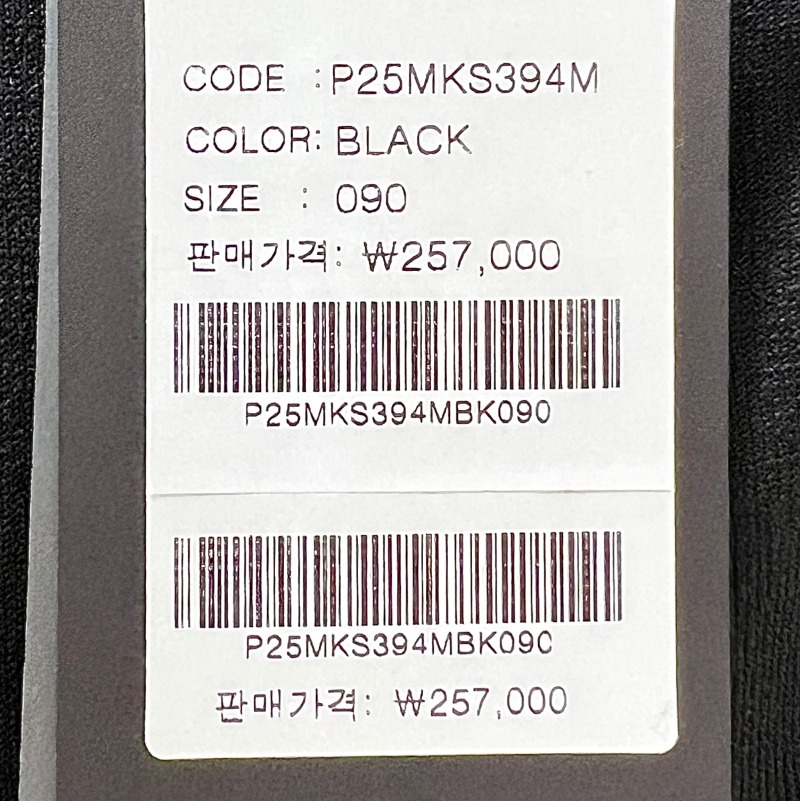 CODE : P25MKS394M
COLOR: BLACK
SIZE : 090
판매가격: ₩257,000
P25MKS394MBK090
P25MKS394MBK090
판매가격: ₩257,000